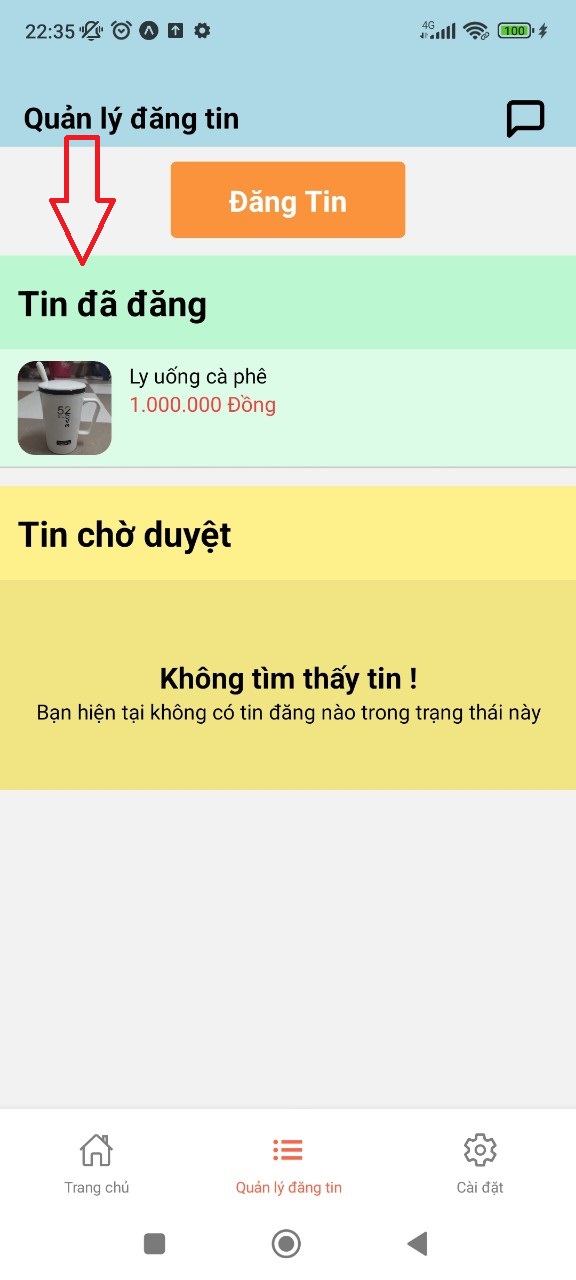 22:35
4G
100
Quản lý đăng tin
Đăng Tin
Tin đã đăng
Ly uống cà phê
1.000.000 Đồng
52
Tin chờ duyệt
Không tìm thấy tin !
Bạn hiện tại không có tin đăng nào trong trạng thái này
Trang chủ
Quản lý đăng tin
Cài đặt